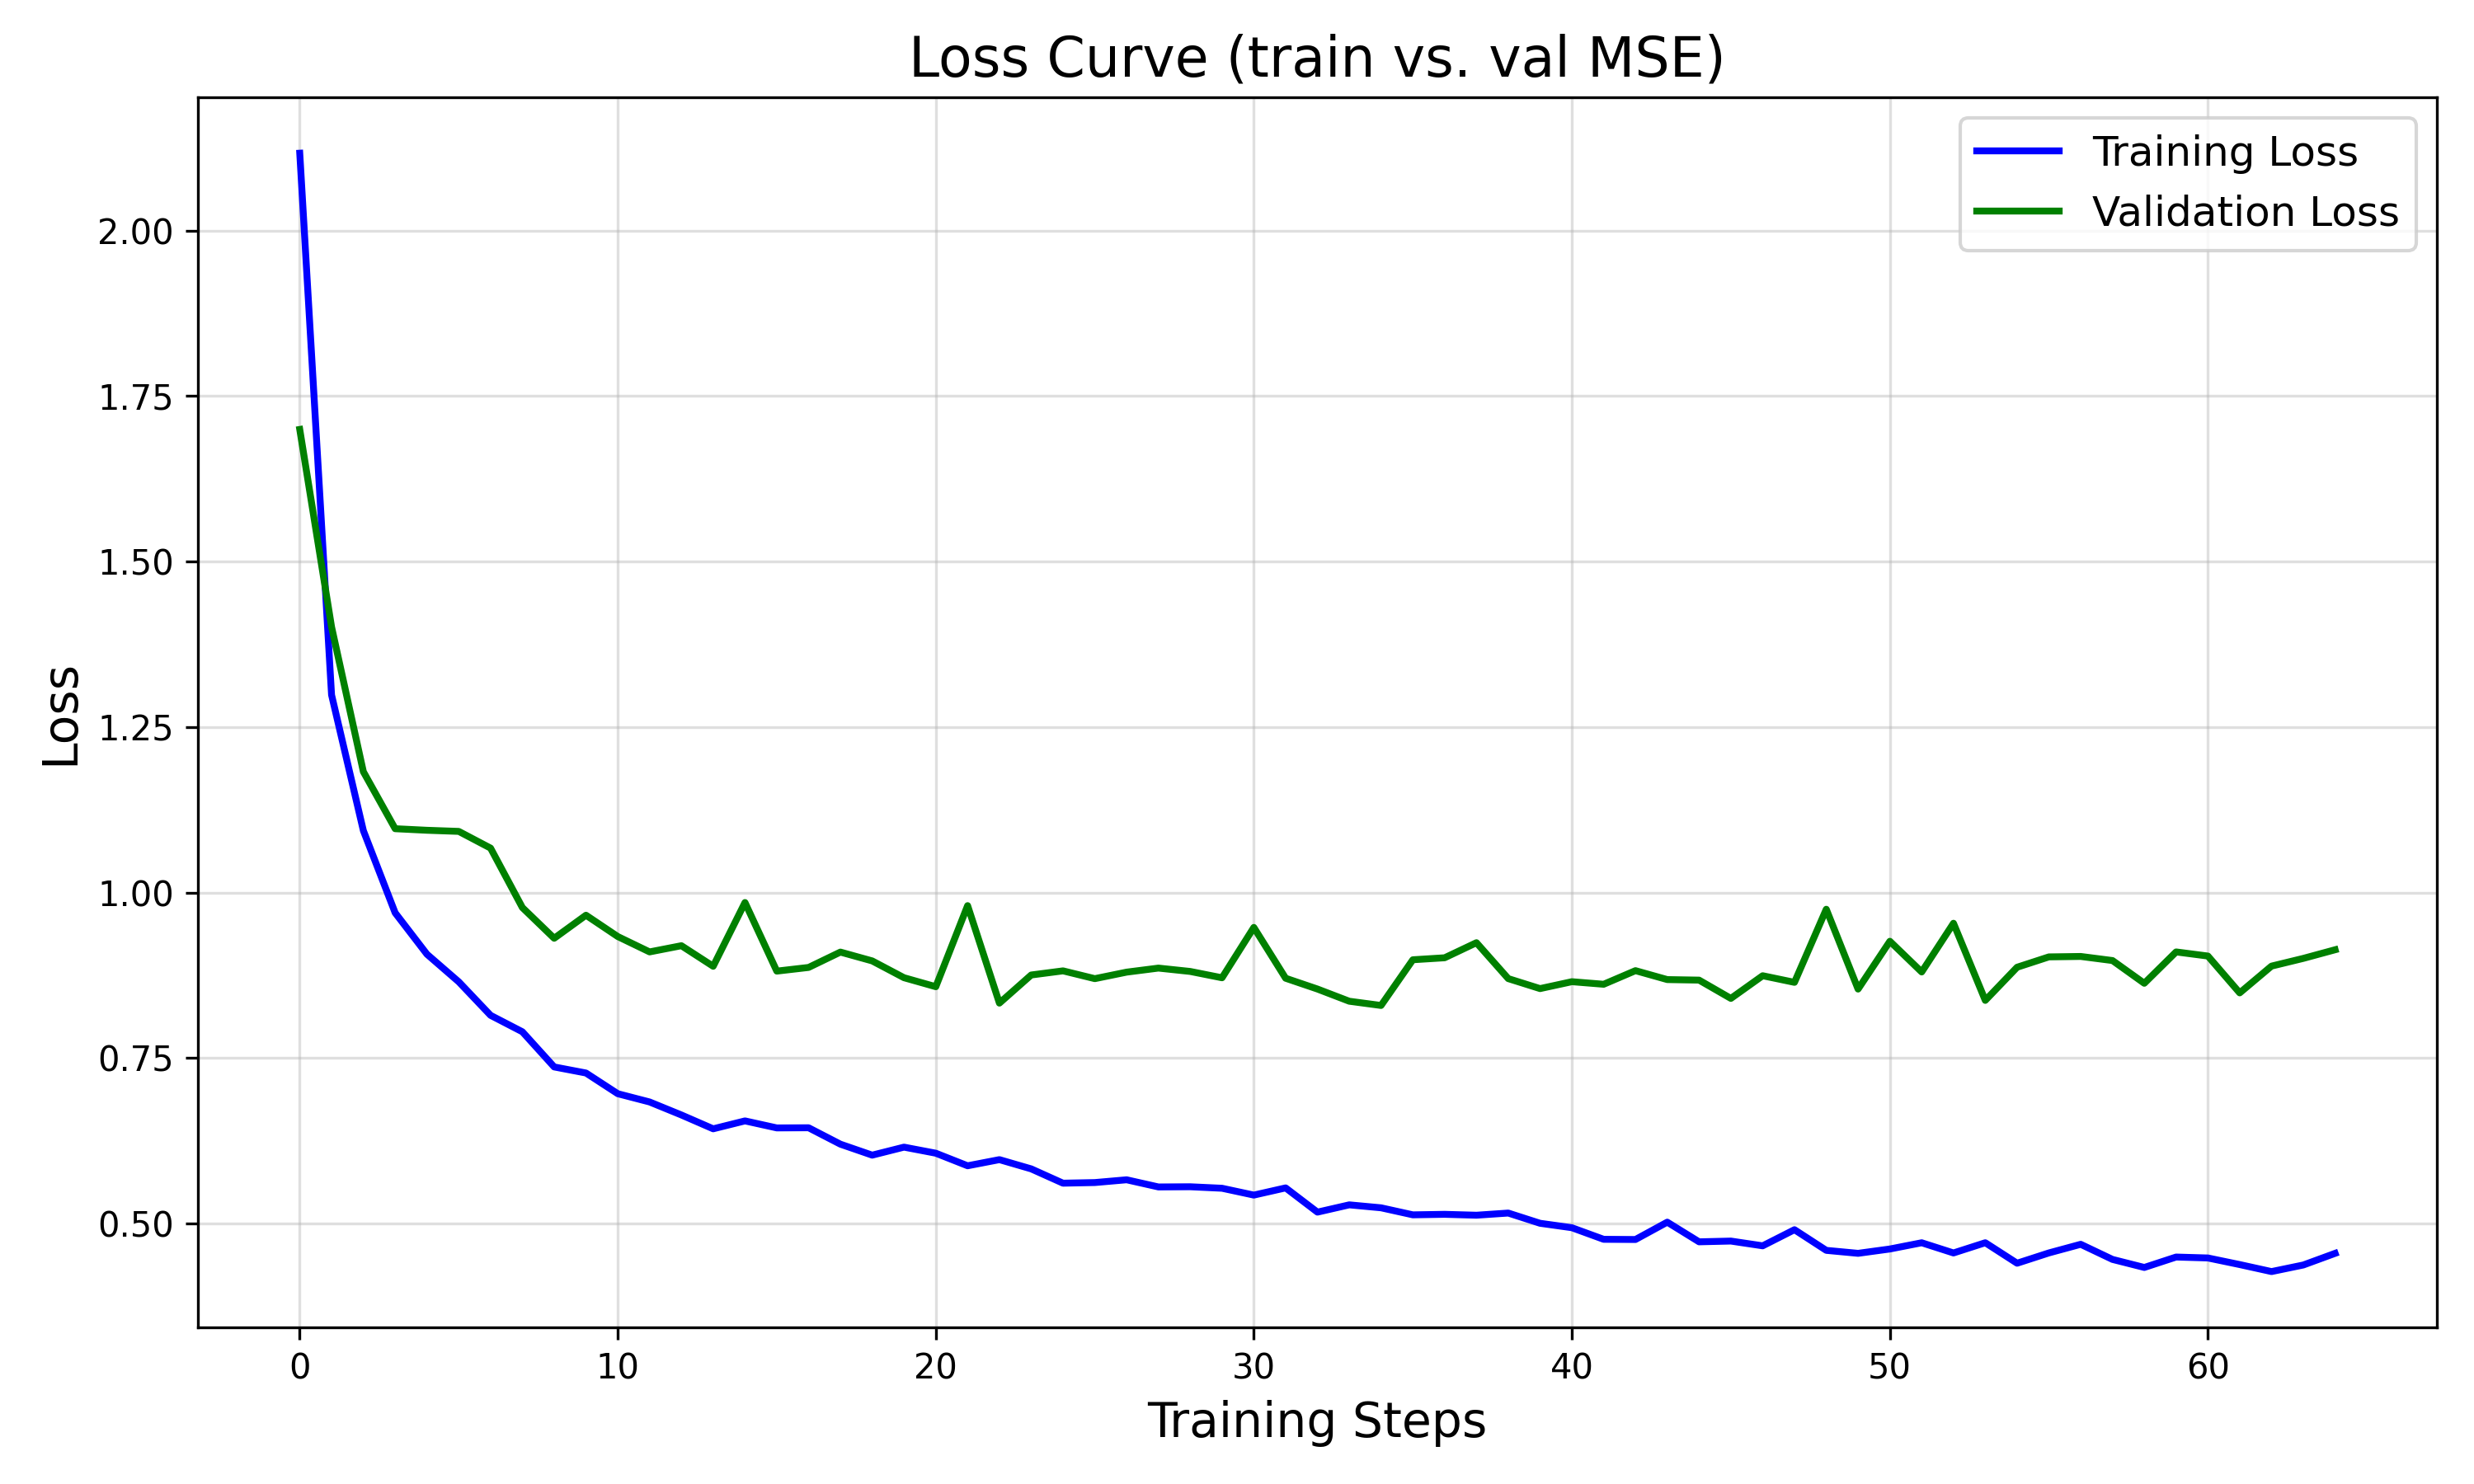 Loss Curve (train vs. val MSE)
Training Loss
Validation Loss
Loss
2.00
1.75
1.50
1.25
1.00
0.75
0.50
0 10 20 30 40 50 60
Training Steps